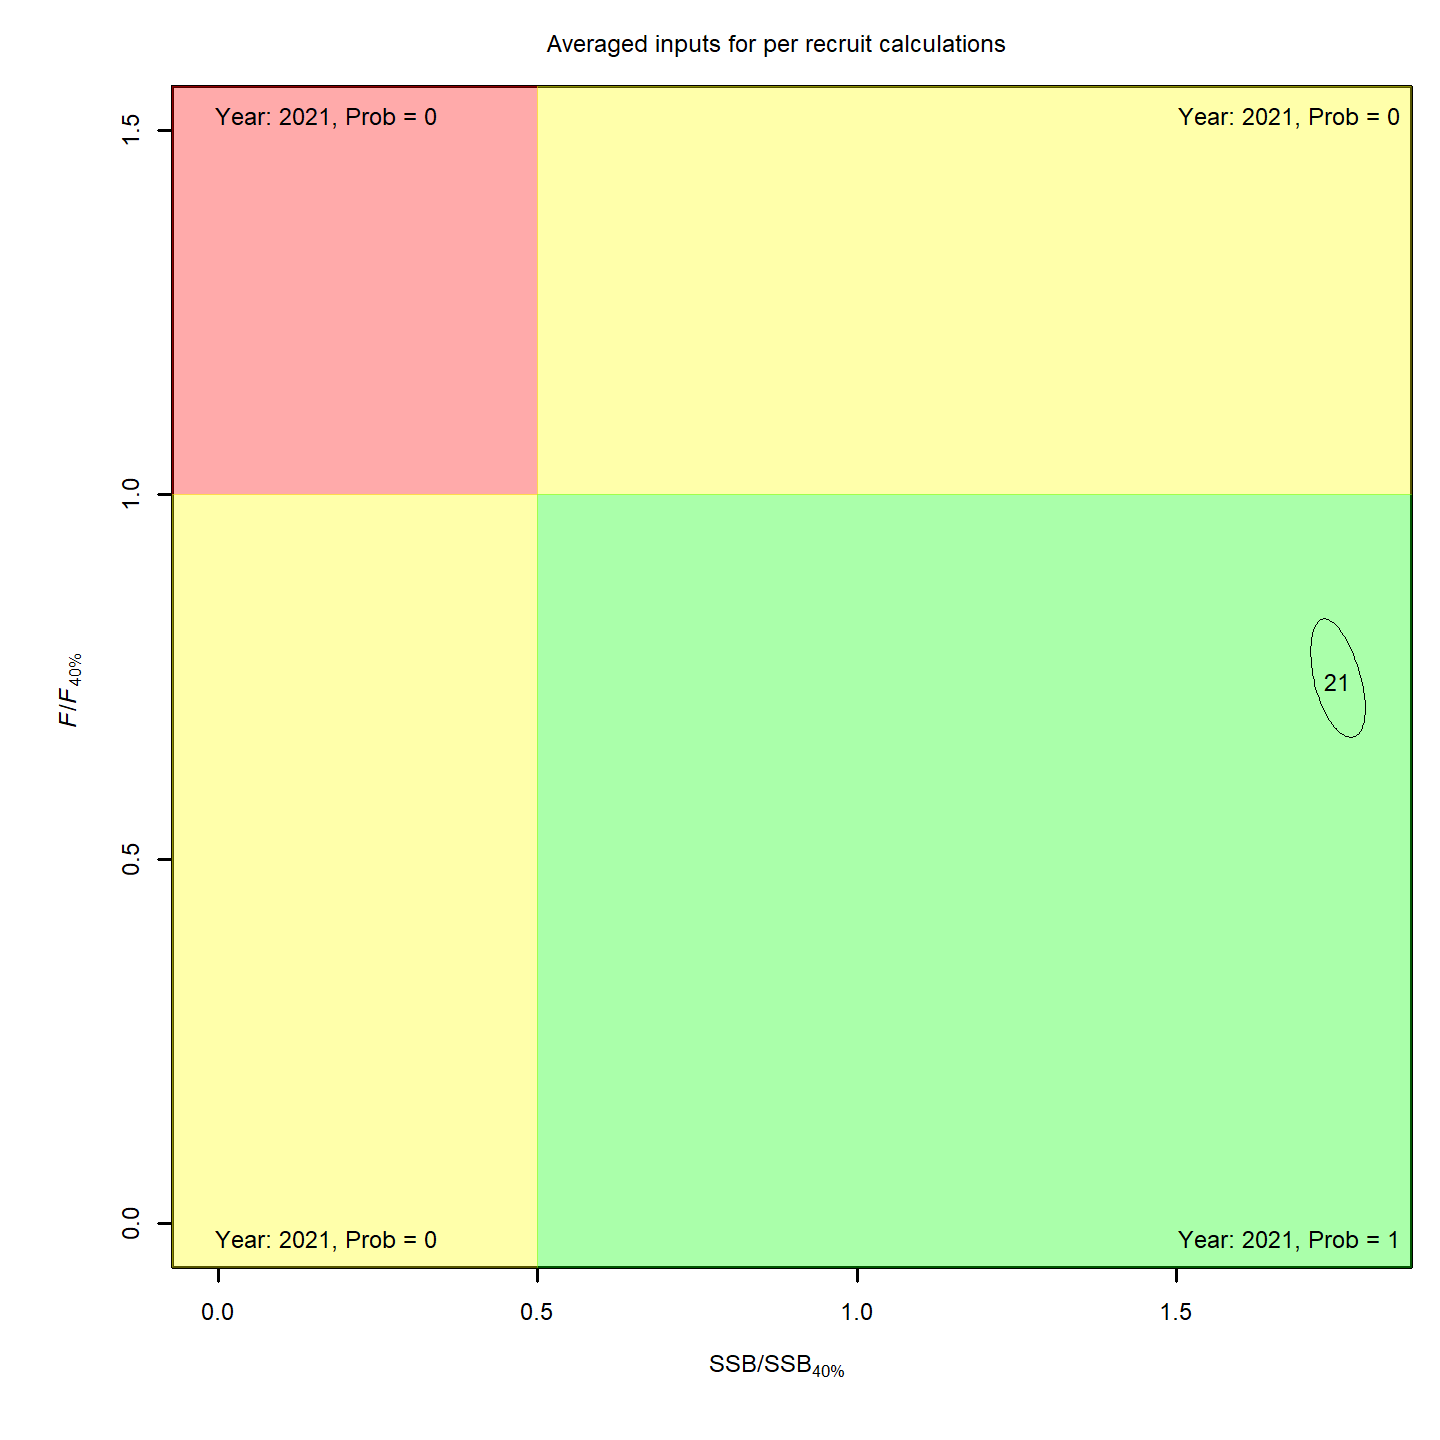 Averaged inputs for per recruit calculations
Year: 2021, Prob = 0
Year: 2021, Prob = 0
1.5
1.0
0.5
0.0
F/F40%
21
Year: 2021, Prob = 0
Year: 2021, Prob = 1
0.0
0.5
1.0
1.5
SSB/SSB40%